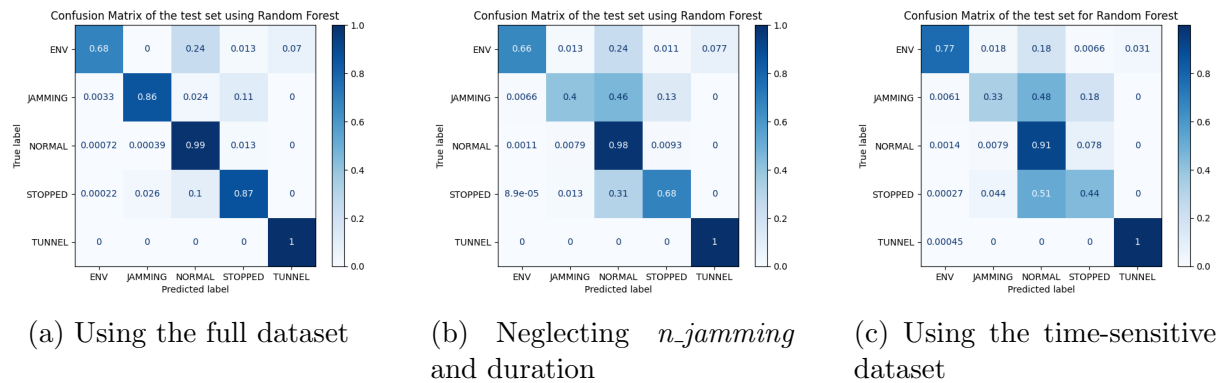 Confusion Matrix of the test set using Random Forest
ENV 0.68 0 0.24 0.013 0.07
JAMMING 0.0033 0.86 0.024 0.11 0
NORMAL 0.00072 0.00039 0.99 0.013 0
STOPPED 0.00022 0.026 0.1 0.87 0
TUNNEL 0 0 0 0 1
ENV JAMMING NORMAL STOPPED TUNNEL
Predicted label
True label
1.0
0.8
0.6
0.4
0.2
0.0
(a) Using the full dataset
Confusion Matrix of the test set using Random Forest
ENV 0.66 0.013 0.24 0.011 0.077
JAMMING 0.0066 0.4 0.46 0.13 0
NORMAL 0.0011 0.0079 0.98 0.0093 0
STOPPED 8.9e-05 0.013 0.31 0.68 0
TUNNEL 0 0 0 0 1
ENV JAMMING NORMAL STOPPED TUNNEL
Predicted label
True label
1.0
0.8
0.6
0.4
0.2
0.0
(b) Neglecting n_jamming
and duration
Confusion Matrix of the test set for Random Forest
ENV 0.77 0.018 0.18 0.0066 0.031
JAMMING 0.0061 0.33 0.48 0.18 0
NORMAL 0.0014 0.0079 0.91 0.078 0
STOPPED 0.00027 0.044 0.51 0.44 0
TUNNEL 0.00045 0 0 0 1
ENV JAMMING NORMAL STOPPED TUNNEL
Predicted label
True label
0.8
0.6
0.4
0.2
0.0
(c) Using the time-sensitive
dataset